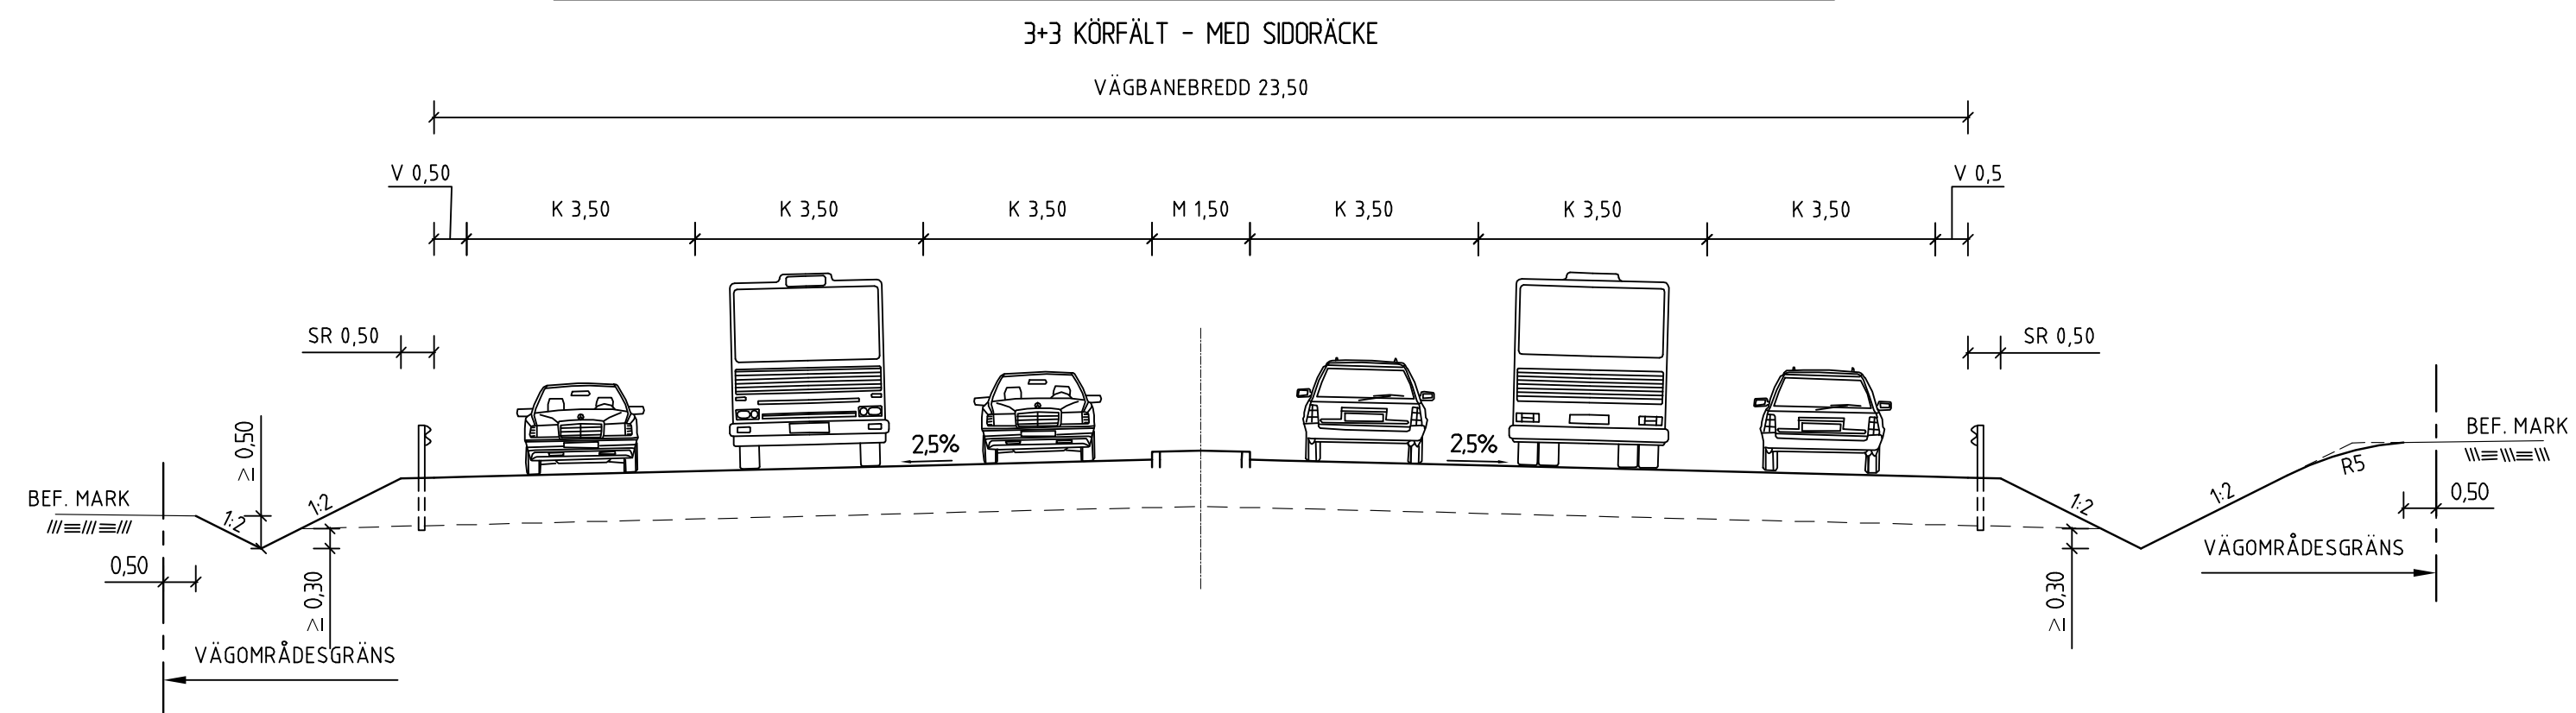 3+3 KÖRFÄLT - MED SIDORÄCKE
VÄGBANEBREDD 23,50
V 0,50
V 0,5
K 3,50
K 3,50
K 3,50
M 1,50
K 3,50
K 3,50
K 3,50
SR 0,50
SR 0,50
≥ 0,50
2,5%
2,5%
BEF. MARK
R5
BEF. MARK
1:2
1:2
1:2
1:2
0,50
0,50
≥ 0,30
≥ 0,30
VÄGOMRÅDESGRÄNS
VÄGOMRÅDESGRÄNS